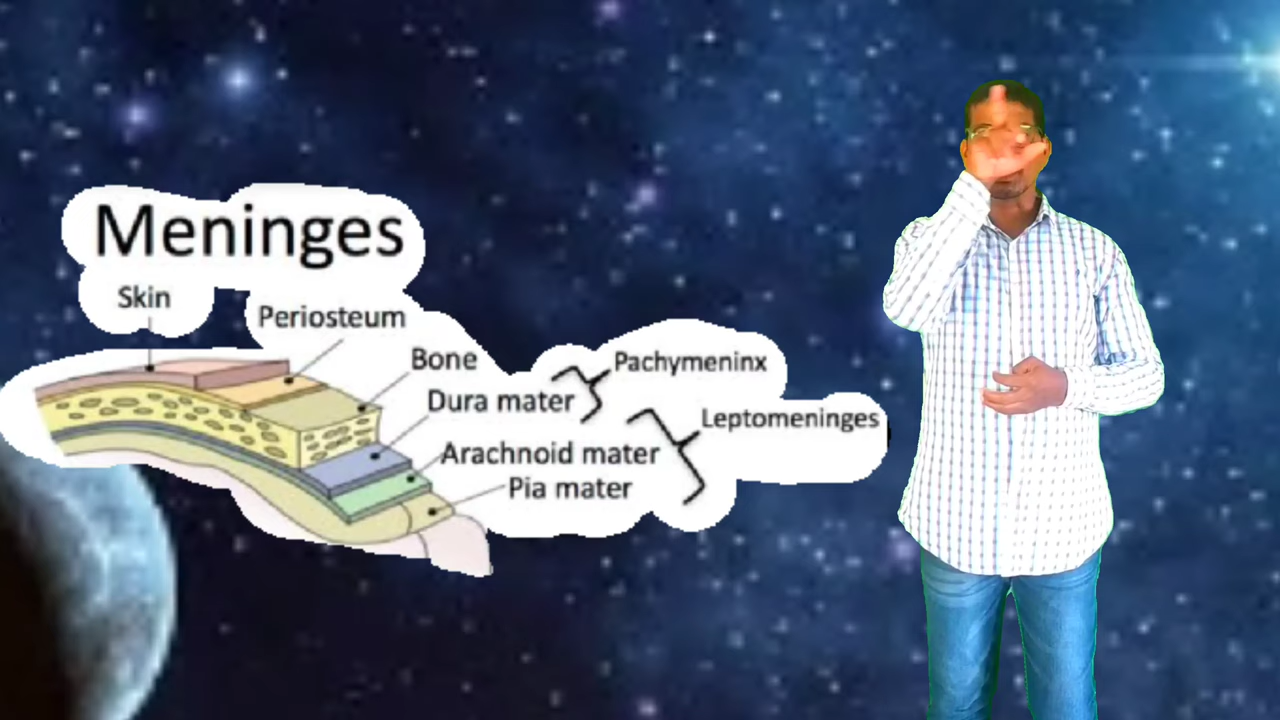 Meninges
Skin
Periosteum
Bone
Pachymeninx
Dura mater
Leptomeninges
Arachnoid mater
Pia mater